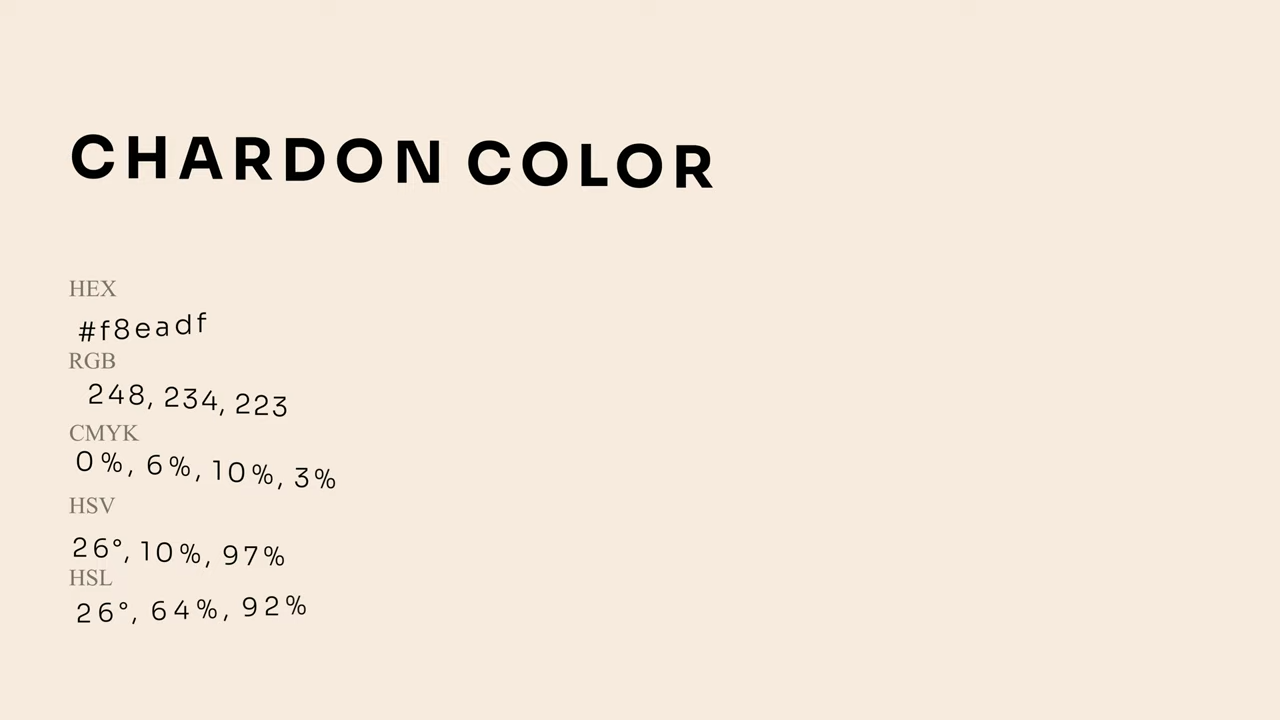 CHARDON COLOR
HEX
#f8eadf
RGB
248, 234, 223
CMYK
0%, 6%, 10%, 3%
HSV
26°, 10%, 97%
HSL
26°, 64%, 92%